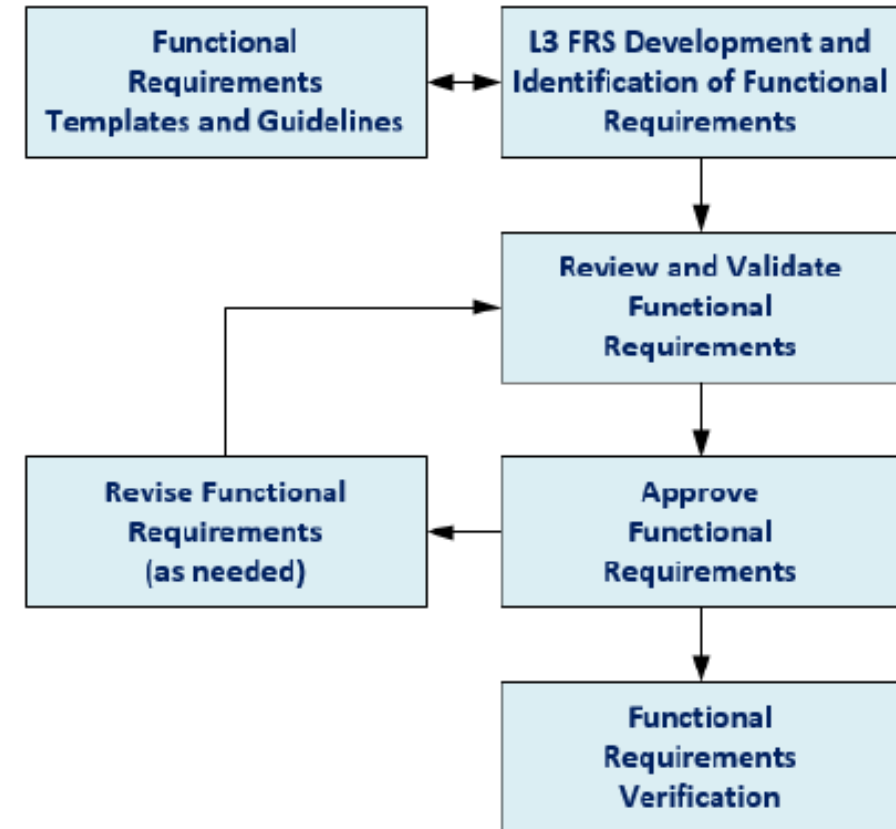 Functional
Requirements
Templates and Guidelines
L3 FRS Development and
Identification of Functional
Requirements
Review and Validate
Functional
Requirements
Revise Functional
Requirements
(as needed)
Approve
Functional
Requirements
Functional
Requirements
Verification